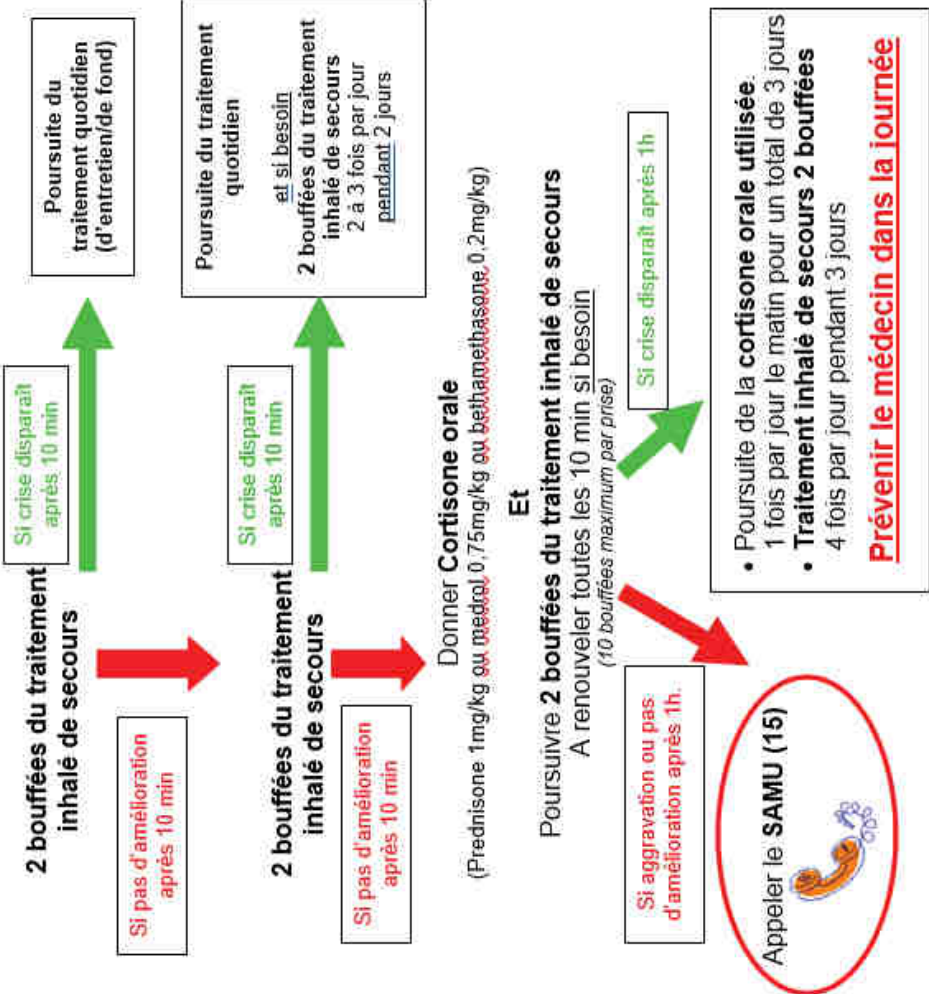 2 bouffées du traitement
inhalé de secours
Si crise disparaît
après 10 min
Poursuite du
traitement quotidien
(d'entretien/de fond)
Si pas d'amélioration
après 10 min
2 bouffées du traitement
inhalé de secours
Si crise disparaît
après 10 min
Poursuite du traitement
quotidien
et si besoin
2 bouffées du traitement
inhalé de secours
2 à 3 fois par jour
pendant 2 jours
Si pas d'amélioration
après 10 min
Donner Cortisone orale
(Prednisone 1mg/kg ou medrol 0,75mg/kg ou bethamethasone 0,2mg/kg)
Et
Poursuivre 2 bouffées du traitement inhalé de secours
A renouveler toutes les 10 min si besoin
(10 bouffées maximum par prise)
Si aggravation ou pas
d'amélioration après 1h.
Si crise disparaît après 1h
Appeler le SAMU (15)
• Poursuite de la cortisone orale utilisée.
1 fois par jour le matin pour un total de 3 jours
• Traitement inhalé de secours 2 bouffées
4 fois par jour pendant 3 jours
Prévenir le médecin dans la journée